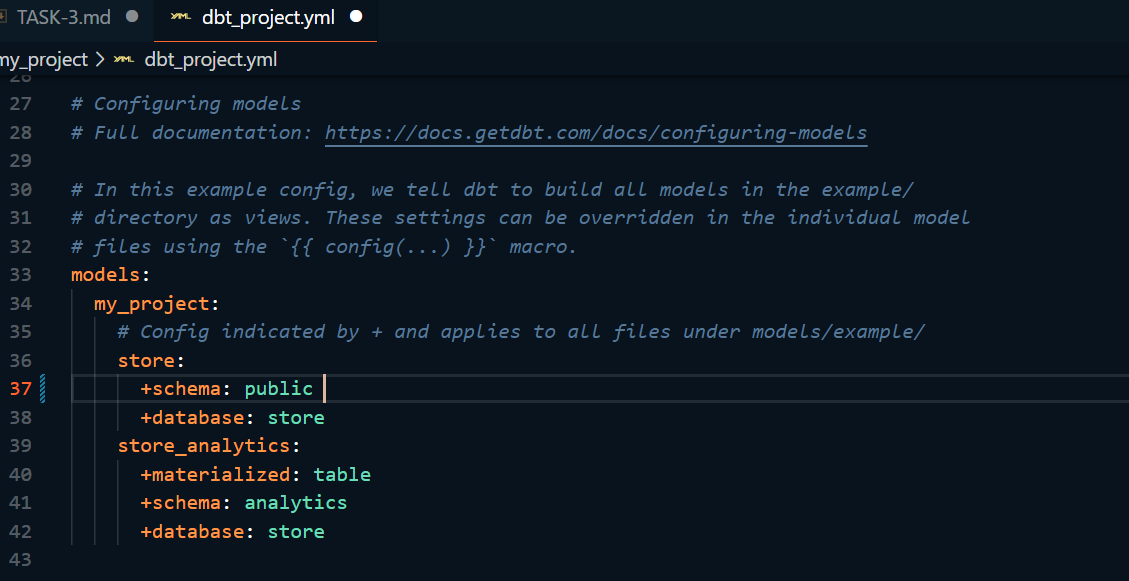 TASK-3.md
YAML dbt_project.yml
my_project > YAML dbt_project.yml
26
27 # Configuring models
28 # Full documentation: https://docs.getdbt.com/docs/configuring-models
29
30 # In this example config, we tell dbt to build all models in the example/
31 # directory as views. These settings can be overridden in the individual model
32 # files using the `{{ config(...) }}` macro.
33 models:
34   my_project:
35     # Config indicated by + and applies to all files under models/example/
36     store:
37       +schema: public
38       +database: store
39     store_analytics:
40       +materialized: table
41       +schema: analytics
42       +database: store
43